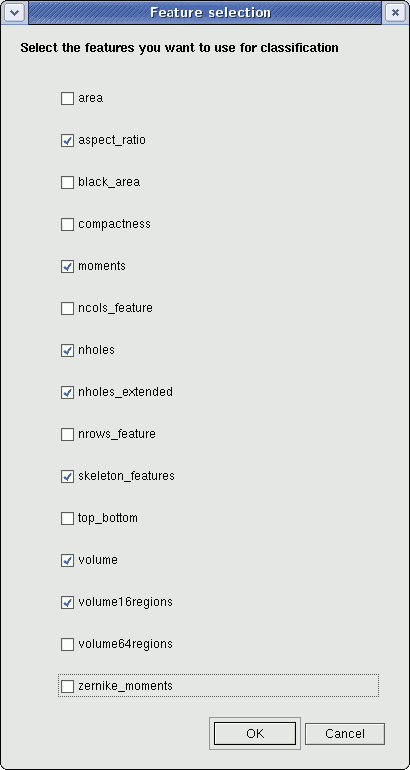 Feature selection
Select the features you want to use for classification
area
aspect_ratio
black_area
compactness
moments
ncols_feature
nholes
nholes_extended
nrows_feature
skeleton_features
top_bottom
volume
volume16regions
volume64regions
zernike_moments
OK Cancel